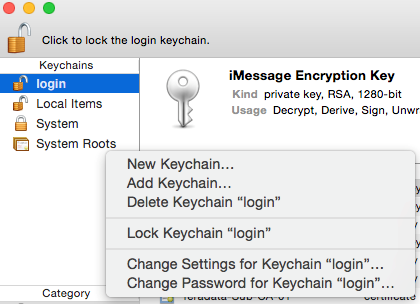 Click to lock the login keychain.
Keychains
login
Local Items
System
System Roots
iMessage Encryption Key
Kind private key, RSA, 1280-bit
Usage Decrypt, Derive, Sign, Unwr
New Keychain…
Add Keychain…
Delete Keychain “login”
Lock Keychain “login”
Change Settings for Keychain “login”…
Change Password for Keychain “login”…
Category
Teradata-Sub-CA-01
certificate